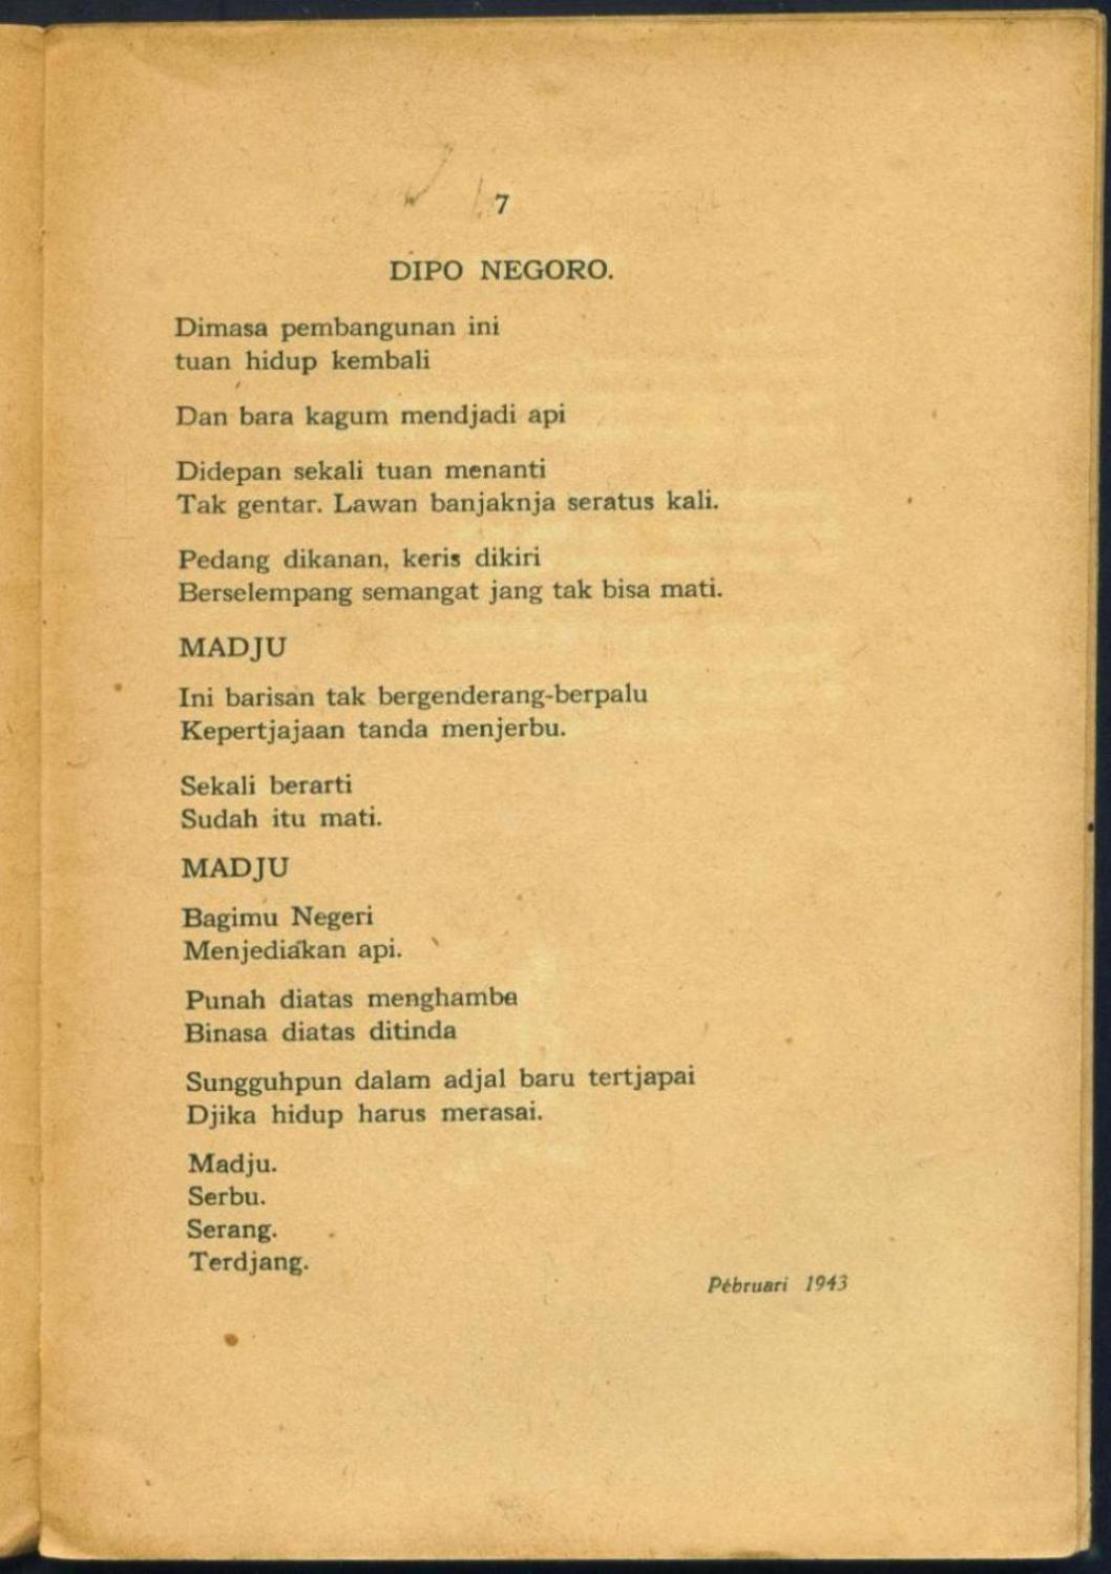 7
DIPO NEGORO.
Dimasa pembangunan ini
tuan hidup kembali
Dan bara kagum mendjadi api
Didepan sekali tuan menanti
Tak gentar. Lawan banjaknja seratus kali.
Pedang dikanan, keris dikiri
Berselempang semangat jang tak bisa mati.
MADJU
Ini barisan tak bergenderang-berpalu
Kepertjajaan tanda menjerbu.
Sekali berarti
Sudah itu mati.
MADJU
Bagimu Negeri
Menjediakan api.
Punah diatas menghamba
Binasa diatas ditinda
Sungguhpun dalam adjal baru tertjapai
Djika hidup harus merasai.
Madju.
Serbu.
Serang.
Terdjang.
Pébruari 1943